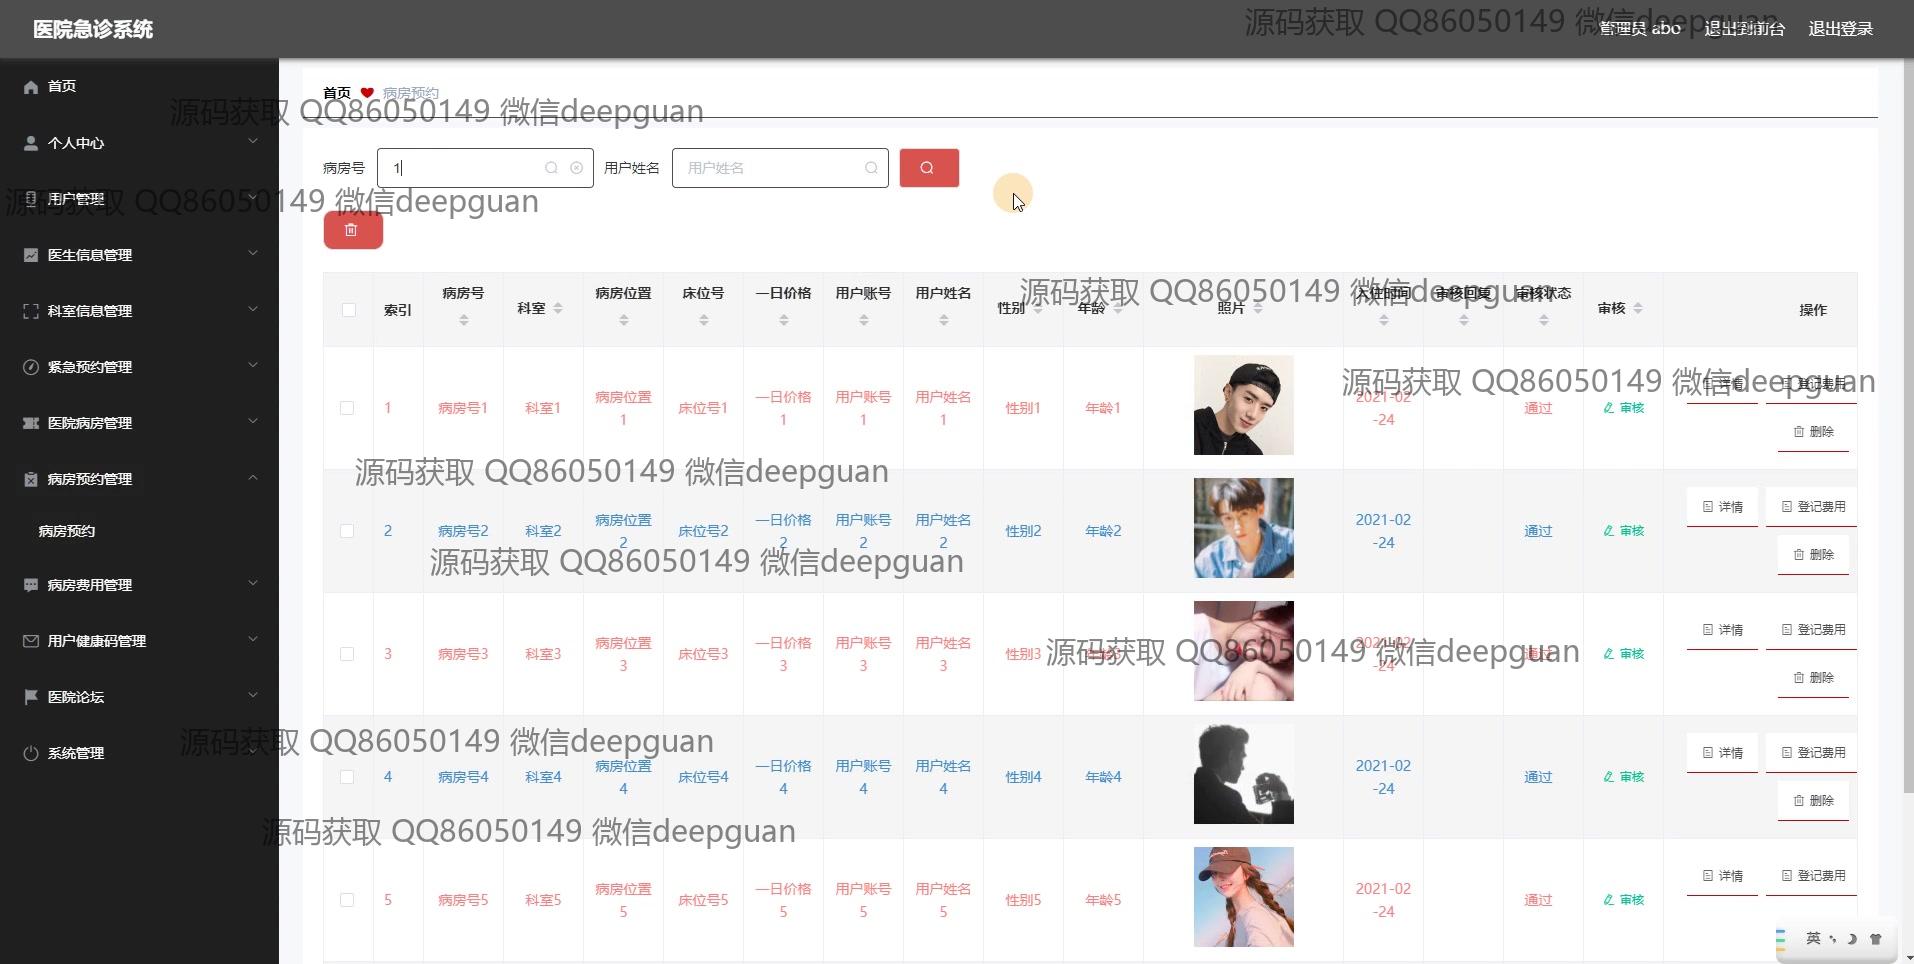 医院急诊系统
源码获取 QQ86050149 微信deepguan
管理员 abo 退出到前台 退出登录
首页
个人中心
用户管理
医生信息管理
科室信息管理
紧急预约管理
医院病房管理
病房预约管理
病房预约
病房费用管理
用户健康码管理
医院论坛
系统管理
首页 病房预约
源码获取 QQ86050149 微信deepguan
病房号 1 用户姓名 用户姓名
源码获取 QQ86050149 微信deepguan
索引 病房号 科室 病房位置 床位号 一日价格 用户账号 用户姓名 性别 年龄 照片 入住时间 审核回复 审核状态 审核 操作
源码获取 QQ86050149 微信deepguan
1 病房号1 科室1 病房位置1 床位号1 一日价格1 用户账号1 用户姓名1 性别1 年龄1 2021-02-24 通过 审核 详情 登记费用 删除
源码获取 QQ86050149 微信deepguan
源码获取 QQ86050149 微信deepguan
2 病房号2 科室2 病房位置2 床位号2 一日价格2 用户账号2 用户姓名2 性别2 年龄2 2021-02-24 通过 审核 详情 登记费用 删除
源码获取 QQ86050149 微信deepguan
3 病房号3 科室3 病房位置3 床位号3 一日价格3 用户账号3 用户姓名3 性别3 年龄3 2021-02-24 通过 审核 详情 登记费用 删除
源码获取 QQ86050149 微信deepguan
源码获取 QQ86050149 微信deepguan
4 病房号4 科室4 病房位置4 床位号4 一日价格4 用户账号4 用户姓名4 性别4 年龄4 2021-02-24 通过 审核 详情 登记费用 删除
源码获取 QQ86050149 微信deepguan
5 病房号5 科室5 病房位置5 床位号5 一日价格5 用户账号5 用户姓名5 性别5 年龄5 2021-02-24 通过 审核 详情 登记费用
英